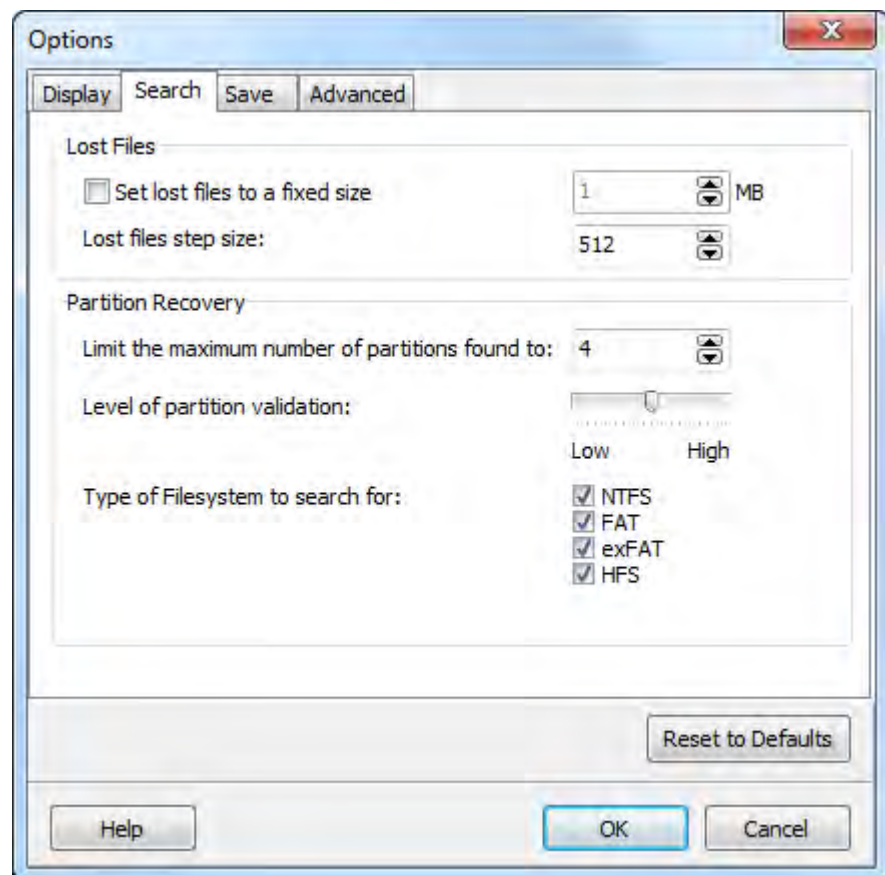 Options
Display Search Save Advanced
Lost Files
Set lost files to a fixed size 1 MB
Lost files step size: 512
Partition Recovery
Limit the maximum number of partitions found to: 4
Level of partition validation:
Low High
Type of Filesystem to search for: NTFS
FAT
exFAT
HFS
Reset to Defaults
Help OK Cancel